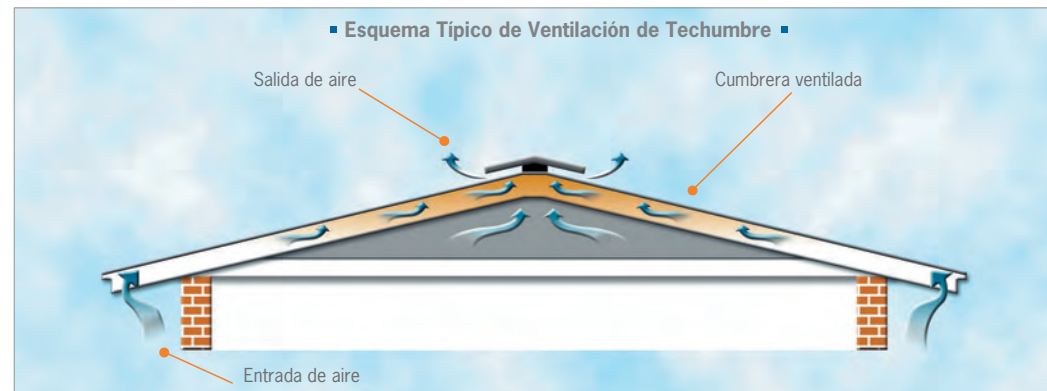 ▪ Esquema Típico de Ventilación de Techumbre ▪
Salida de aire
Cumbrera ventilada
Entrada de aire